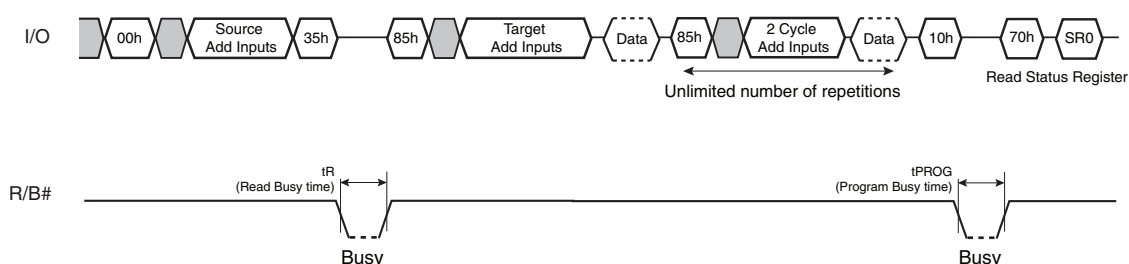 I/O
00h
Source
Add Inputs
35h
85h
Target
Add Inputs
Data
85h
2 Cycle
Add Inputs
Data
10h
70h
SR0
Unlimited number of repetitions
Read Status Register
R/B#
tR
(Read Busy time)
Busy
tPROG
(Program Busy time)
Busy